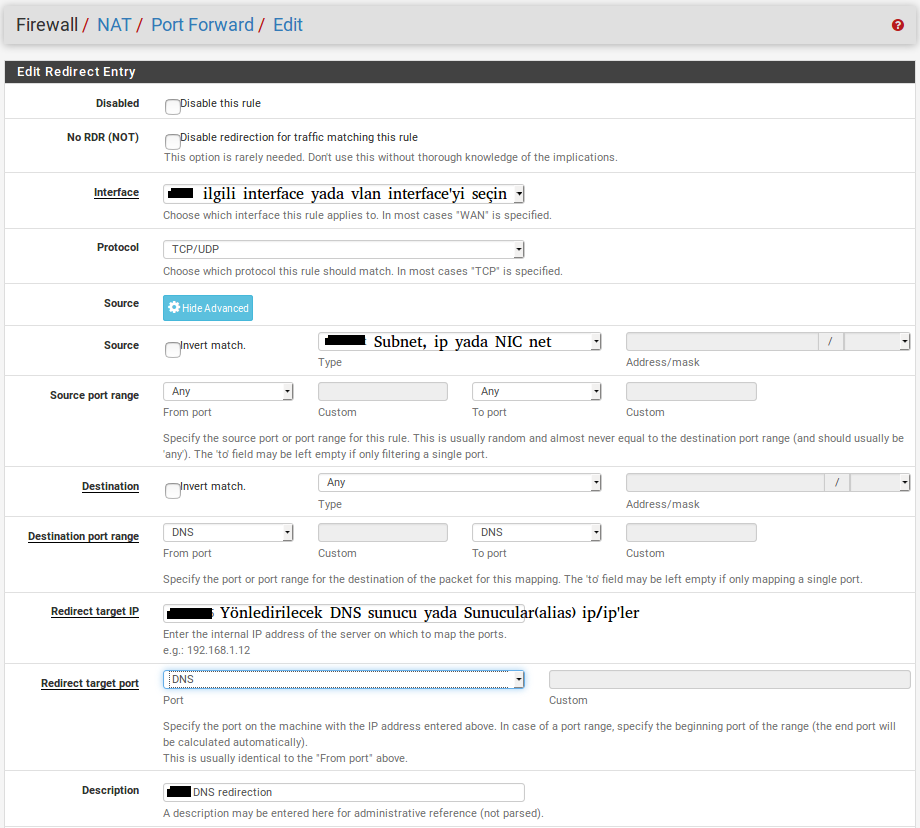 Firewall / NAT / Port Forward / Edit ?
Edit Redirect Entry
Disabled Disable this rule
No RDR (NOT) Disable redirection for traffic matching this rule
This option is rarely needed. Don't use this without thorough knowledge of the implications.
Interface ilgili interface yada vlan interface'yi seçin
Choose which interface this rule applies to. In most cases "WAN" is specified.
Protocol TCP/UDP
Choose which protocol this rule should match. In most cases "TCP" is specified.
Source Hide Advanced
Source Invert match. Subnet, ip yada NIC net /
Type Address/mask
Source port range Any Any
From port Custom To port Custom
Specify the source port or port range for this rule. This is usually random and almost never equal to the destination port range (and should usually be
'any'). The 'to' field may be left empty if only filtering a single port.
Destination Invert match. Any /
Type Address/mask
Destination port range DNS DNS
From port Custom To port Custom
Specify the port or port range for the destination of the packet for this mapping. The 'to' field may be left empty if only mapping a single port.
Redirect target IP Yönledirilecek DNS sunucu yada Sunucular(alias) ip/ip'ler
Enter the internal IP address of the server on which to map the ports.
e.g.: 192.168.1.12
Redirect target port DNS
Port Custom
Specify the port on the machine with the IP address entered above. In case of a port range, specify the beginning port of the range (the end port will
be calculated automatically).
This is usually identical to the "From port" above.
Description DNS redirection
A description may be entered here for administrative reference (not parsed).